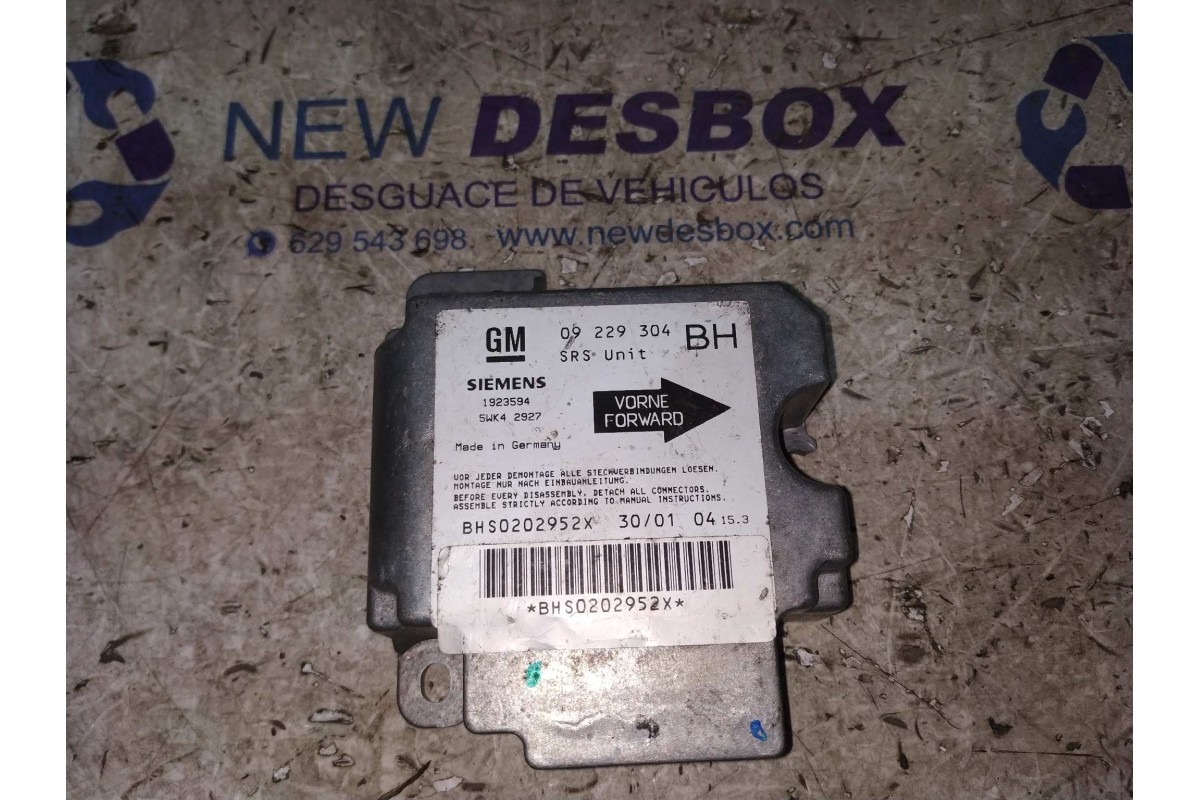 NEW DESBOX
DESGUACE DE VEHICULOS
629 543 698. www.newdesbox.com
GM 09 229 304 BH
SRS Unit
SIEMENS
1923594
5WK4 2927
VORNE
FORWARD
Made in Germany
VOR JEDER DEMONTAGE ALLE STECKVERBINDUNGEN LOESEN.
MONTAGE NUR NACH EINBAUANLEITUNG.
BEFORE EVERY DISASSEMBLY, DETACH ALL CONNECTORS.
ASSEMBLE STRICTLY ACCORDING TO MANUAL INSTRUCTIONS.
BHS0202952X 30/01 04 15.3
*BHS0202952X*